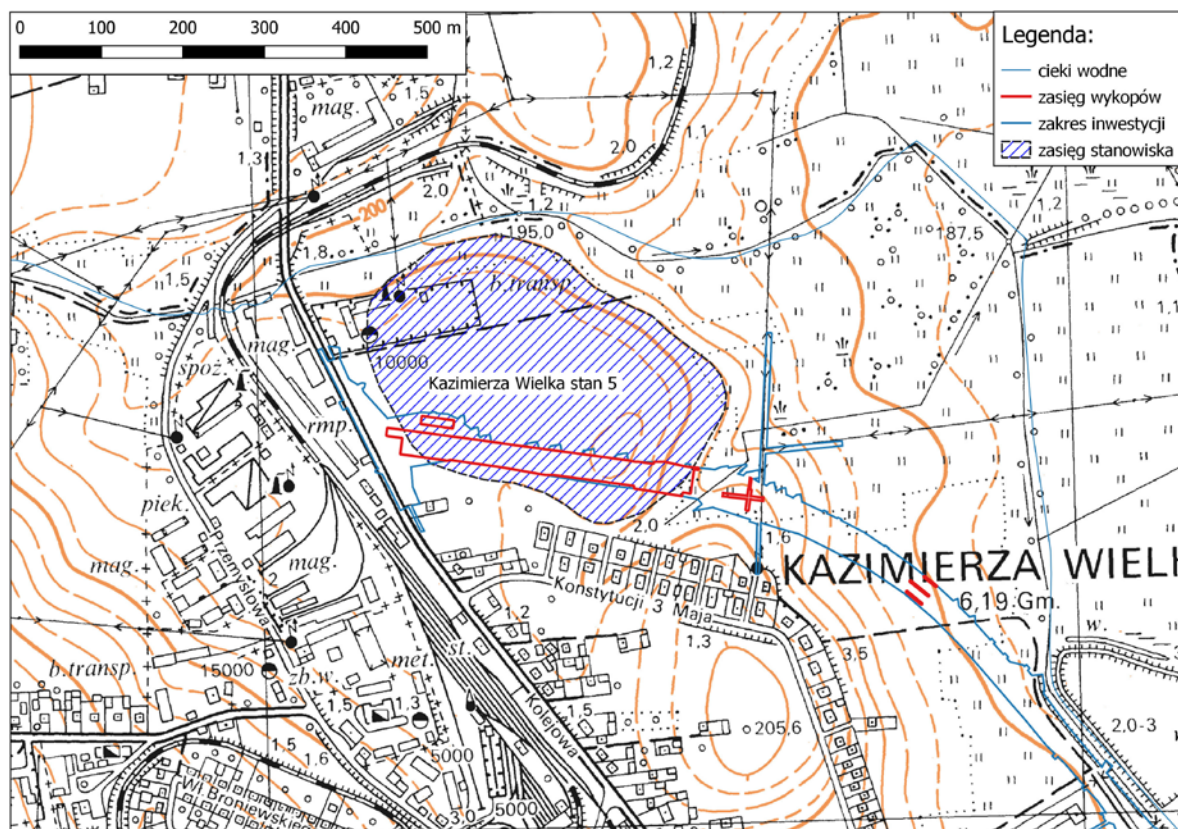 0 100 200 300 400 500 m
Legenda:
cieki wodne
zasięg wykopów
zakres inwestycji
zasięg stanowiska
mag.
1.5
1.2
1.3
1.1
2.0
N
2.0
200
1.2
195.0
1.2
187.5
1.8
1.5
b.transp.
N
1.1
mag.
spoż.
10000
Kazimierza Wielka stan 5
rmp.
N
N
piek.
2.0
1.6
KAZIMIERZA WIEL
6,19 Gm.
mag.
Przemysłowa
mag.
2
Konstytucji 3 Maja
1.2
1.3
w.
3.5
b.transp.
15000
zb.w.
met.
st.
Kolejowa
1.5
1.3
1.5
205.6
2.0-3
5000
1.5
1.6
Wł.Broniewskiego
3.0
5000